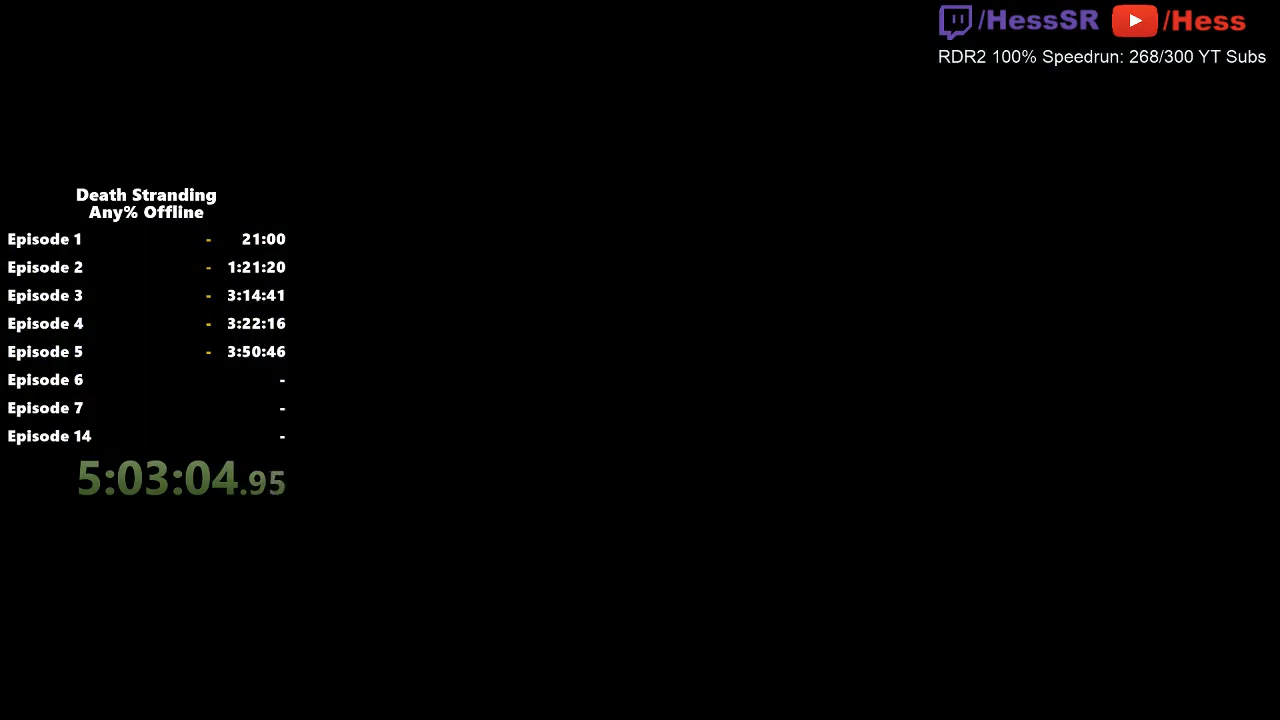 /HessSR /Hess
RDR2 100% Speedrun: 268/300 YT Subs
Death Stranding
Any% Offline
Episode 1 - 21:00
Episode 2 - 1:21:20
Episode 3 - 3:14:41
Episode 4 - 3:22:16
Episode 5 - 3:50:46
Episode 6 -
Episode 7 -
Episode 14 -
5:03:04.95